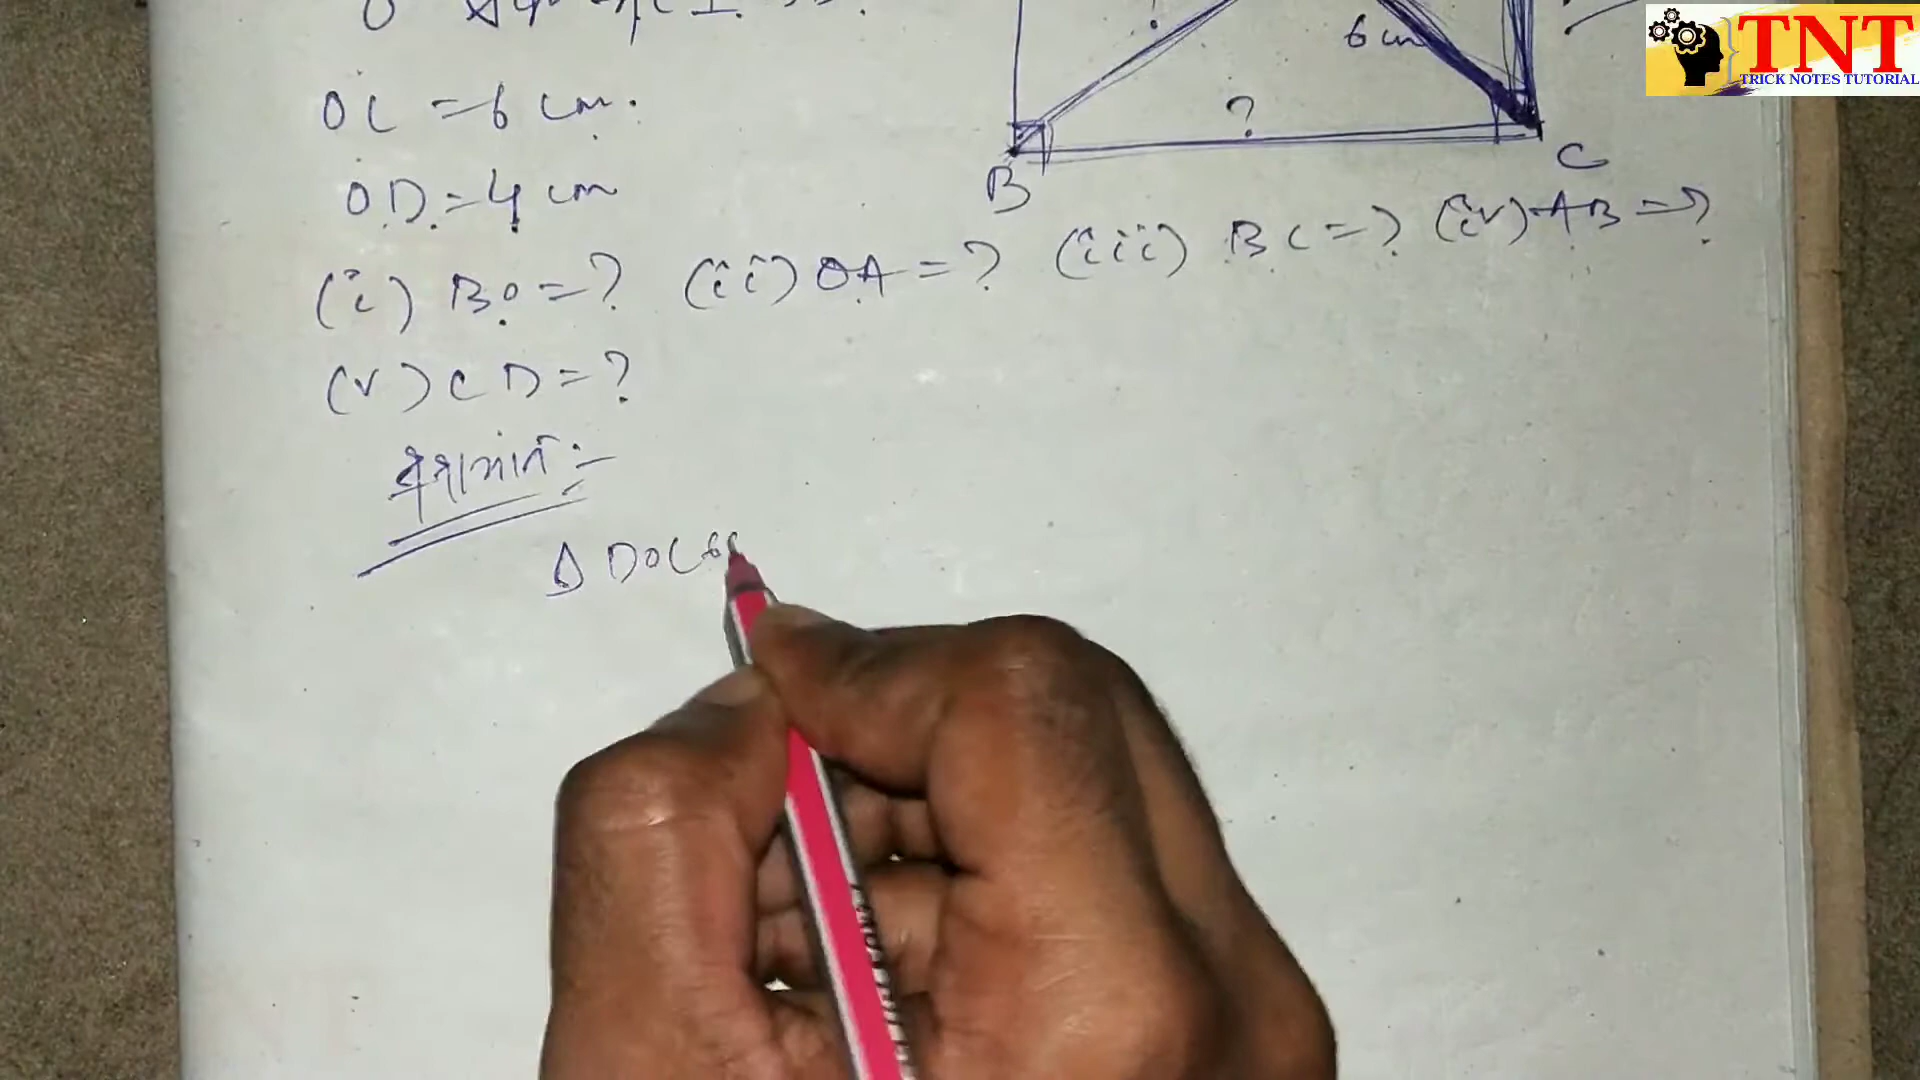 TNT
TRICK NOTES TUTORIAL
?
6 cm
OC = 6 cm.
?
C
OD = 4 cm
B
(i) BO = ? (ii) OA = ? (iii) BC = ? (iv) AB = ?
(v) CD = ?
સમાધાન :-
Δ DOC